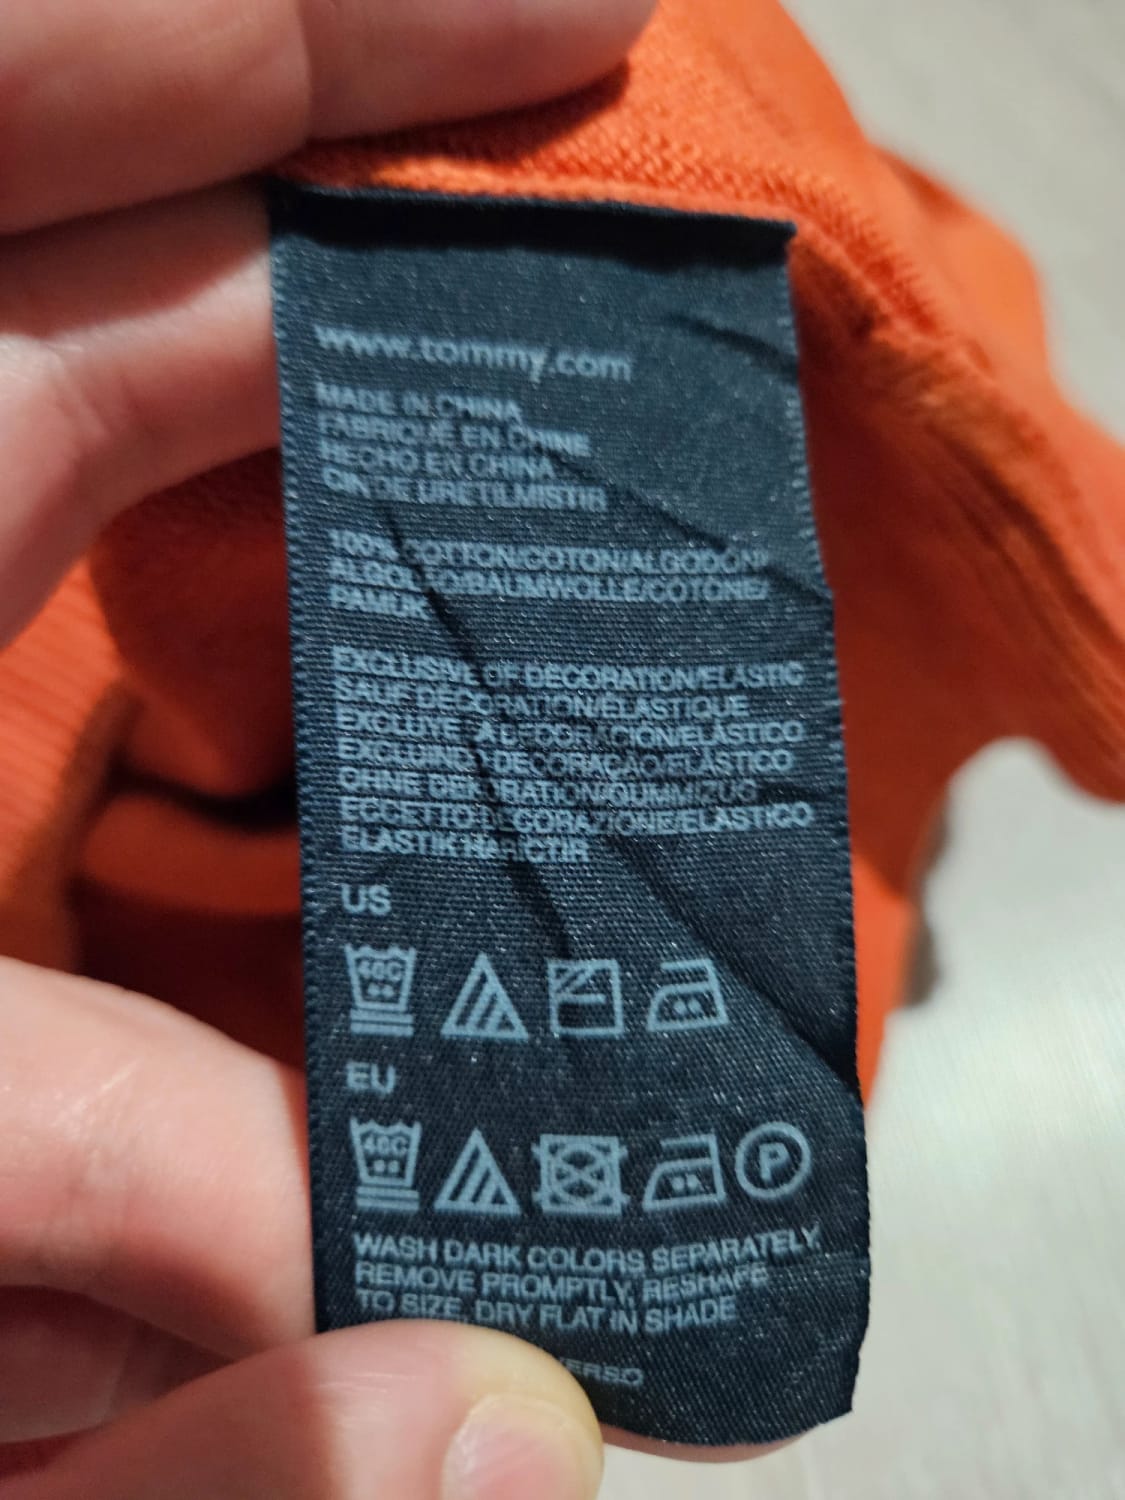 www.tommy.com
MADE IN CHINA
FABRIQUÉ EN CHINE
HECHO EN CHINA
ÇİN'DE ÜRETİLMİŞTİR
100% COTTON/COTON/ALGODÓN/
ALGODÃO/BAUMWOLLE/COTONE/
PAMUK
EXCLUSIVE OF DECORATION/ELASTIC
SAUF DÉCORATION/ÉLASTIQUE
EXCLUYE LA DECORACIÓN/ELÁSTICO
EXCLUINDO DECORAÇÃO/ELÁSTICO
OHNE DEKORATION/GUMMIZUG
ECCETTO DECORAZIONE/ELASTICO
ELASTİK HARİÇTİR
US
40C
EU
40C
P
WASH DARK COLORS SEPARATELY
REMOVE PROMPTLY, RESHAPE
TO SIZE, DRY FLAT IN SHADE